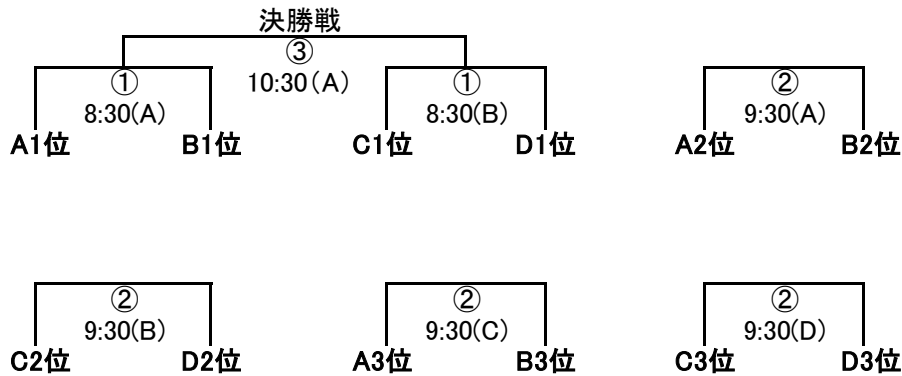 決勝戦
③
10:30(A)
① ① ②
8:30(A) 8:30(B) 9:30(A)
A1位 B1位 C1位 D1位 A2位 B2位
② ② ②
9:30(B) 9:30(C) 9:30(D)
C2位 D2位 A3位 B3位 C3位 D3位